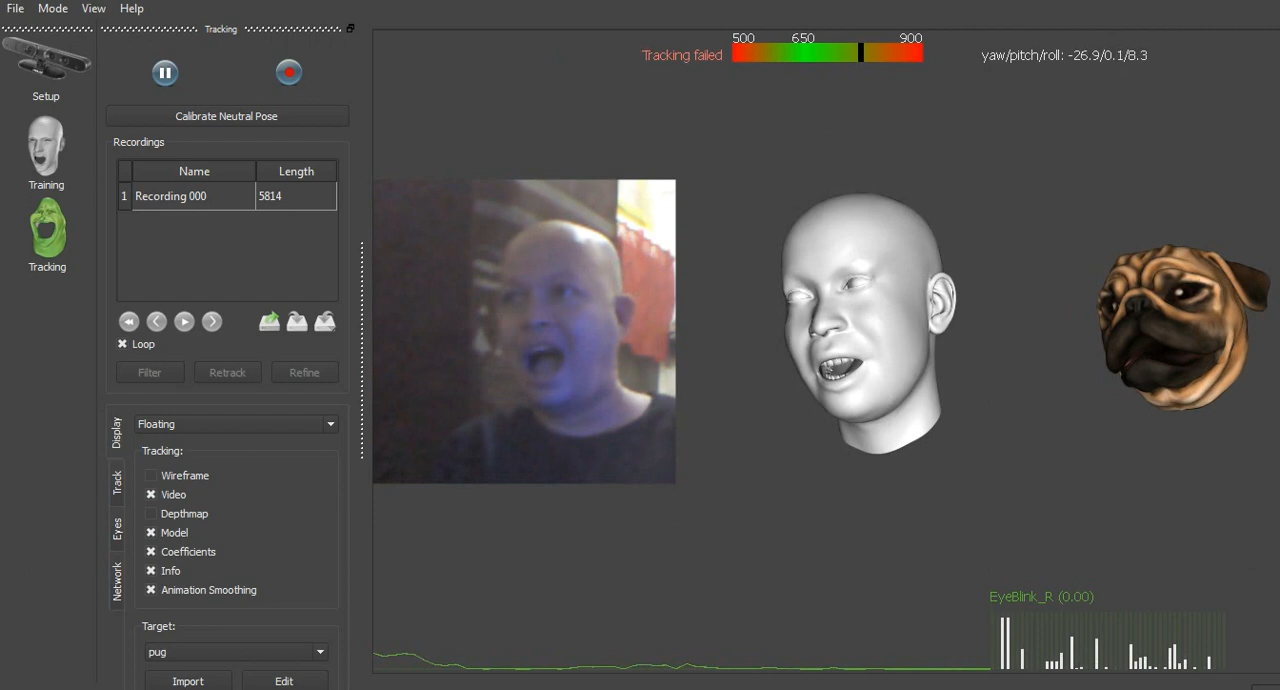 File Mode View Help
Tracking
Setup
Training
Tracking
Calibrate Neutral Pose
Recordings
Name Length
1 Recording 000 5814
Loop
Filter Retrack Refine
Display
Track
Eyes
Network
Floating
Tracking:
Wireframe
Video
Depthmap
Model
Coefficients
Info
Animation Smoothing
Target:
pug
Import Edit
500 650 900
Tracking failed
yaw/pitch/roll: -26.9/0.1/8.3
EyeBlink_R (0.00)